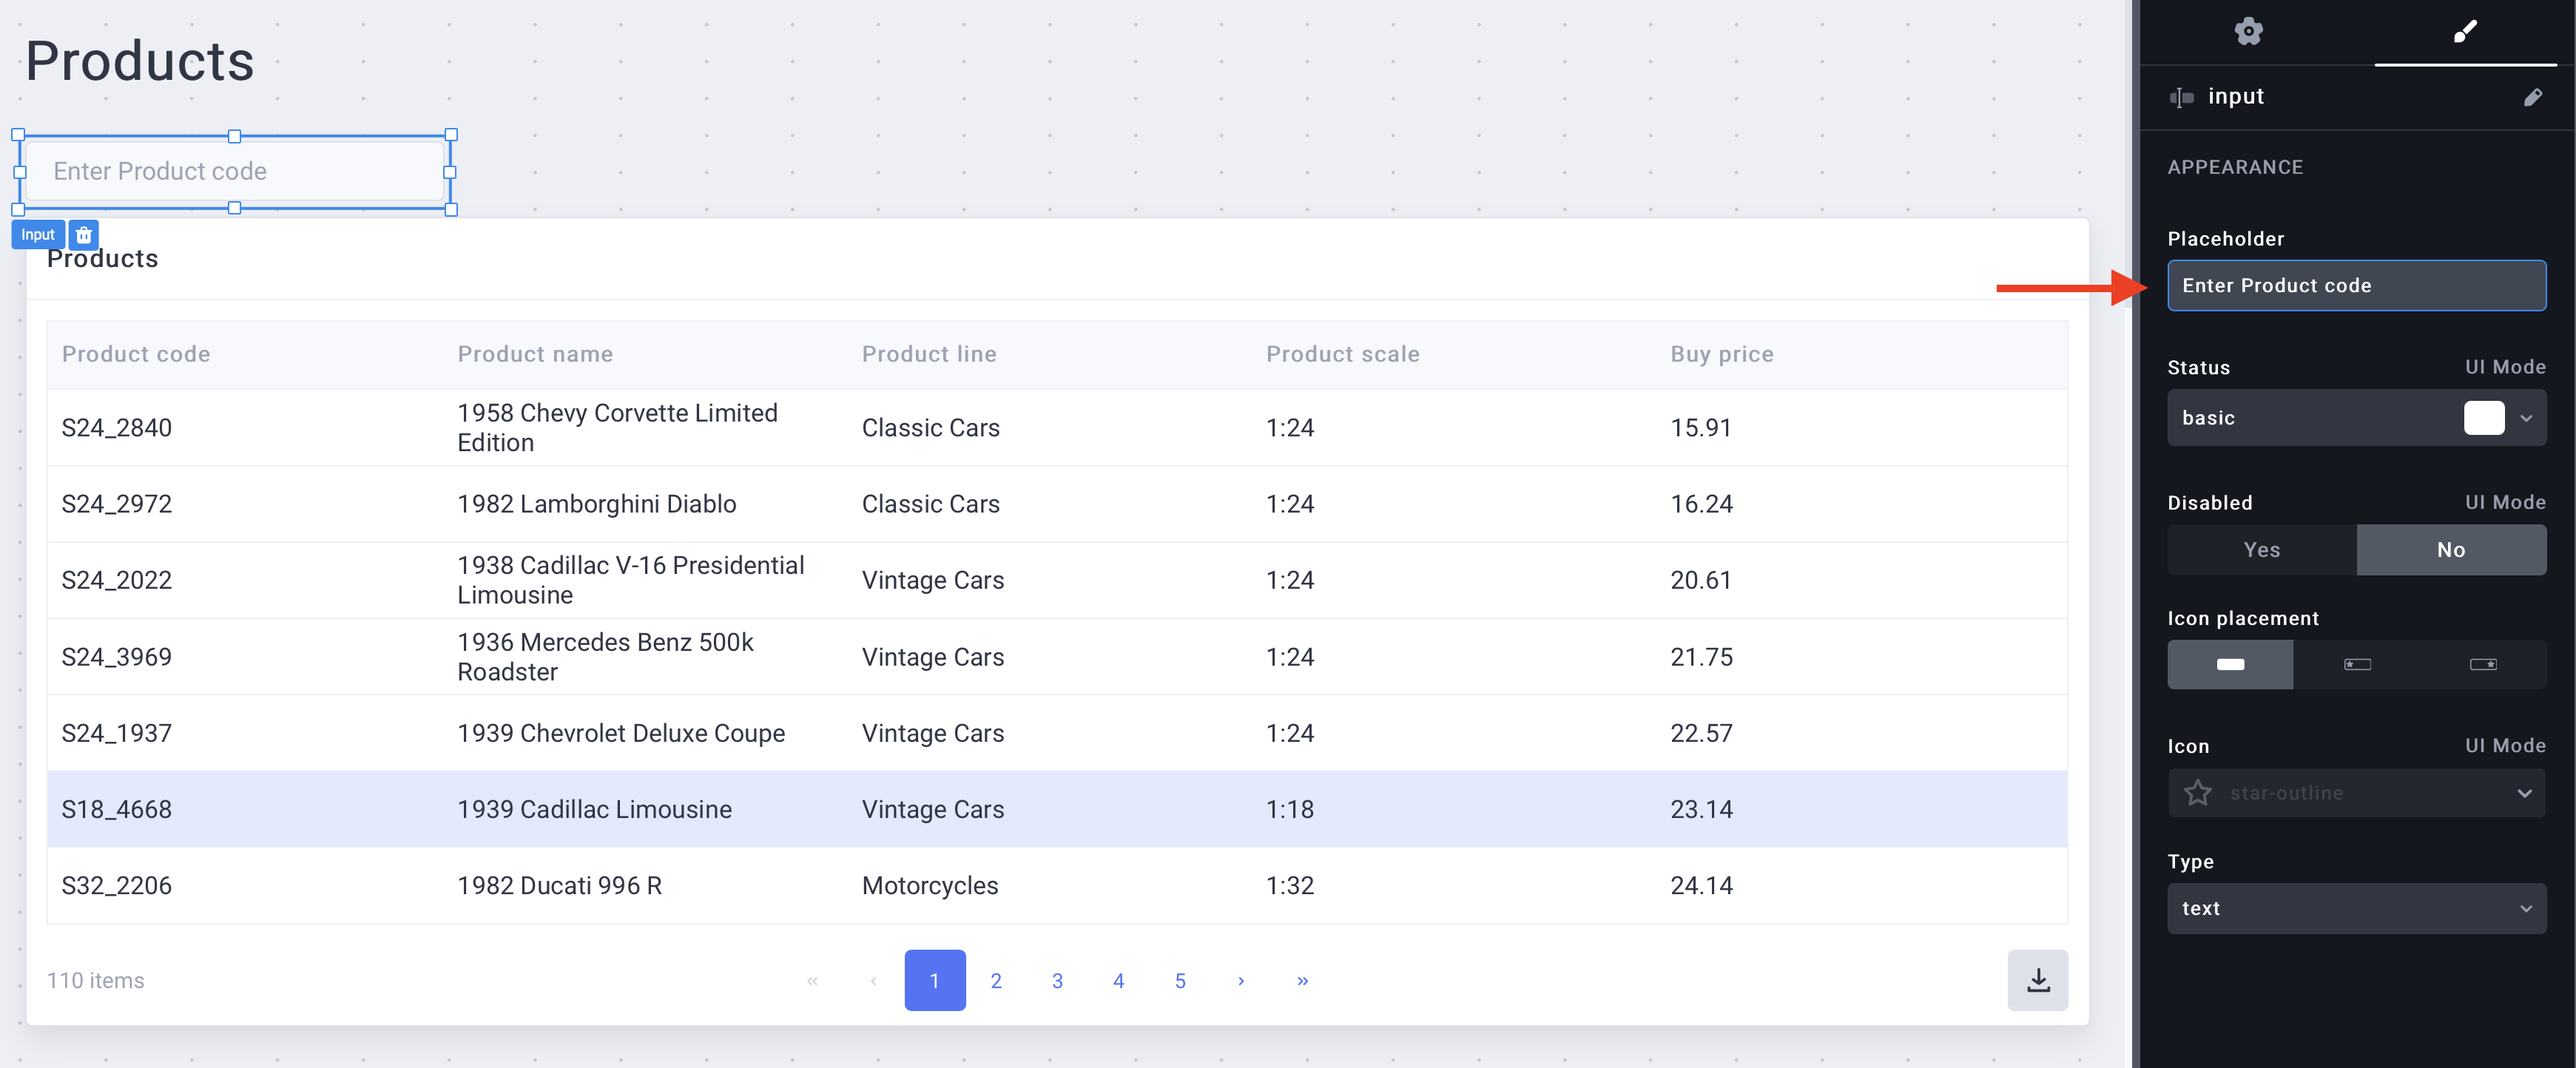 Products
Enter Product code
Input
Products
Product code Product name Product line Product scale Buy price
S24_2840 1958 Chevy Corvette Limited Edition Classic Cars 1:24 15.91
S24_2972 1982 Lamborghini Diablo Classic Cars 1:24 16.24
S24_2022 1938 Cadillac V-16 Presidential Limousine Vintage Cars 1:24 20.61
S24_3969 1936 Mercedes Benz 500k Roadster Vintage Cars 1:24 21.75
S24_1937 1939 Chevrolet Deluxe Coupe Vintage Cars 1:24 22.57
S18_4668 1939 Cadillac Limousine Vintage Cars 1:18 23.14
S32_2206 1982 Ducati 996 R Motorcycles 1:32 24.14
110 items « ‹ 1 2 3 4 5 › »
input
APPEARANCE
Placeholder
Enter Product code
Status UI Mode
basic
Disabled UI Mode
Yes No
Icon placement
Icon UI Mode
star-outline
Type
text